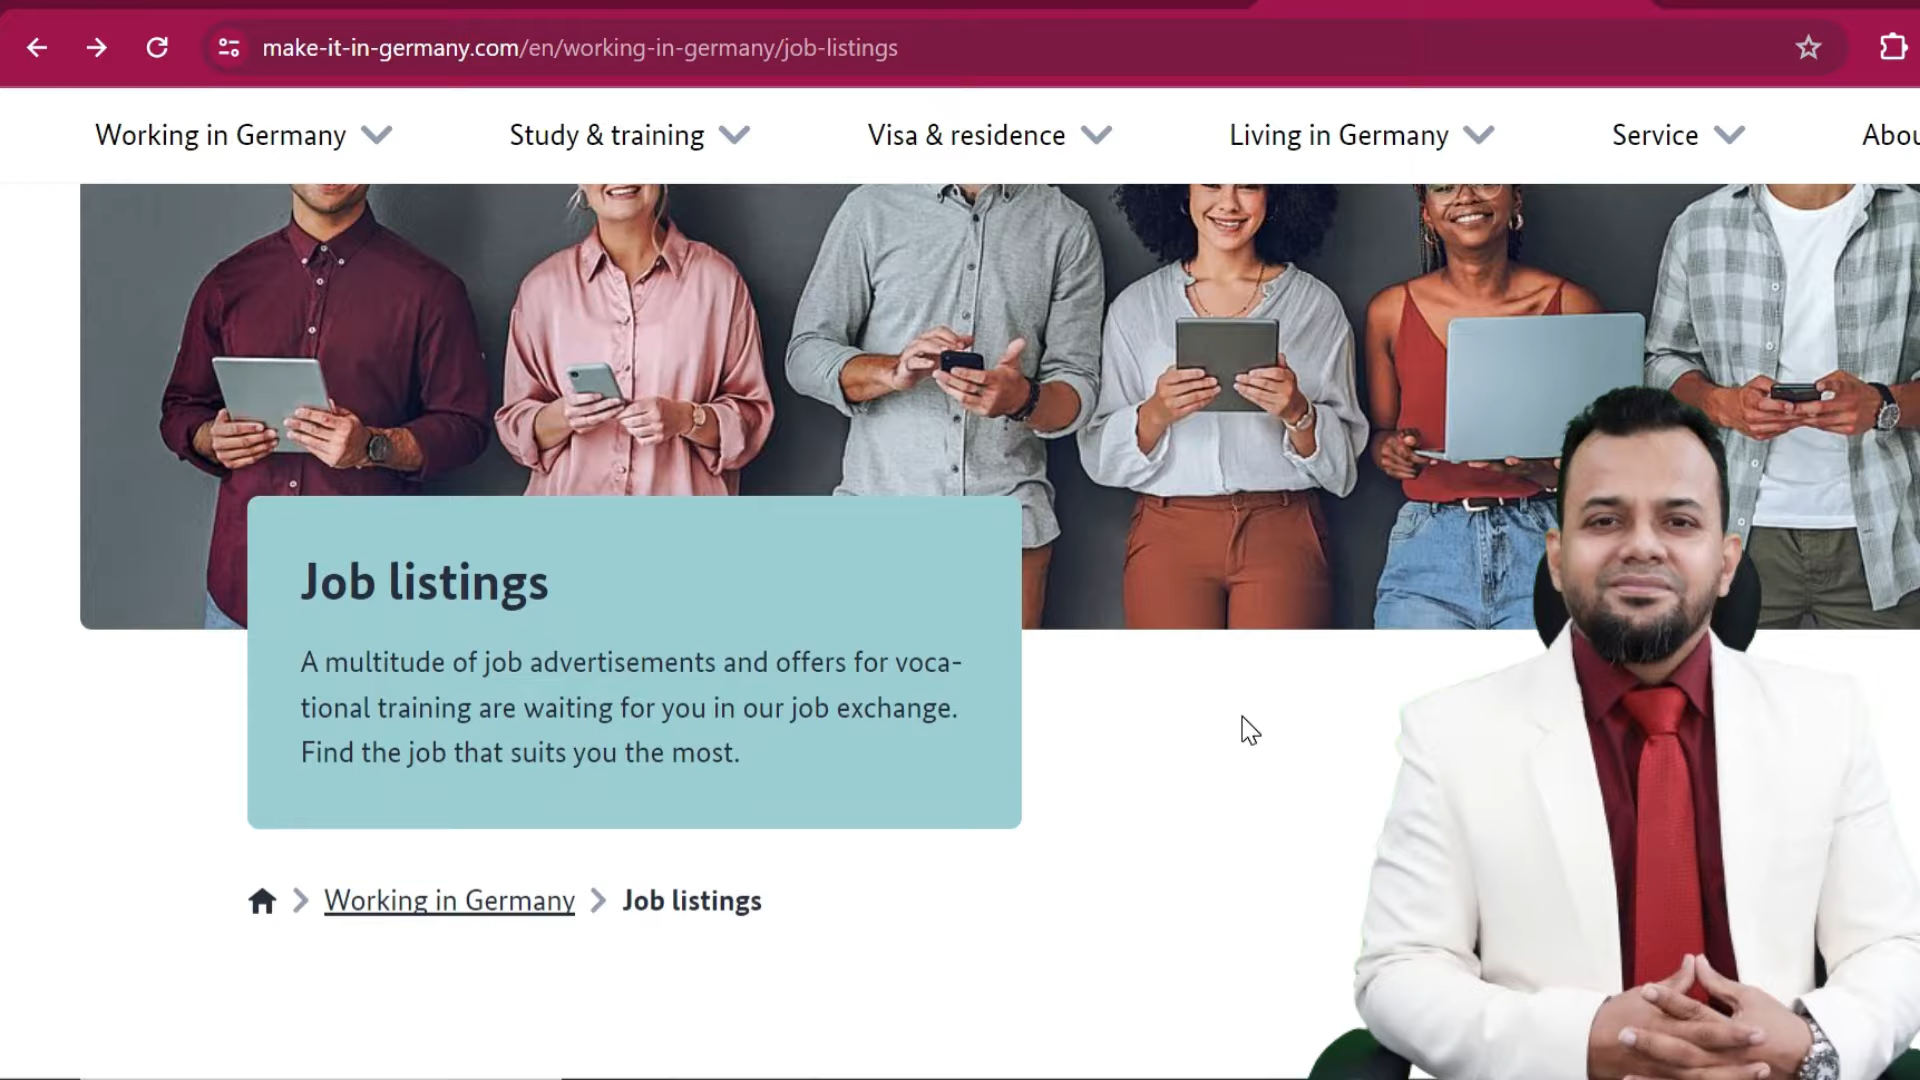 make-it-in-germany.com/en/working-in-germany/job-listings
Working in Germany
Study & training
Visa & residence
Living in Germany
Service
Abou
Job listings
A multitude of job advertisements and offers for voca-
tional training are waiting for you in our job exchange.
Find the job that suits you the most.
Working in Germany
Job listings